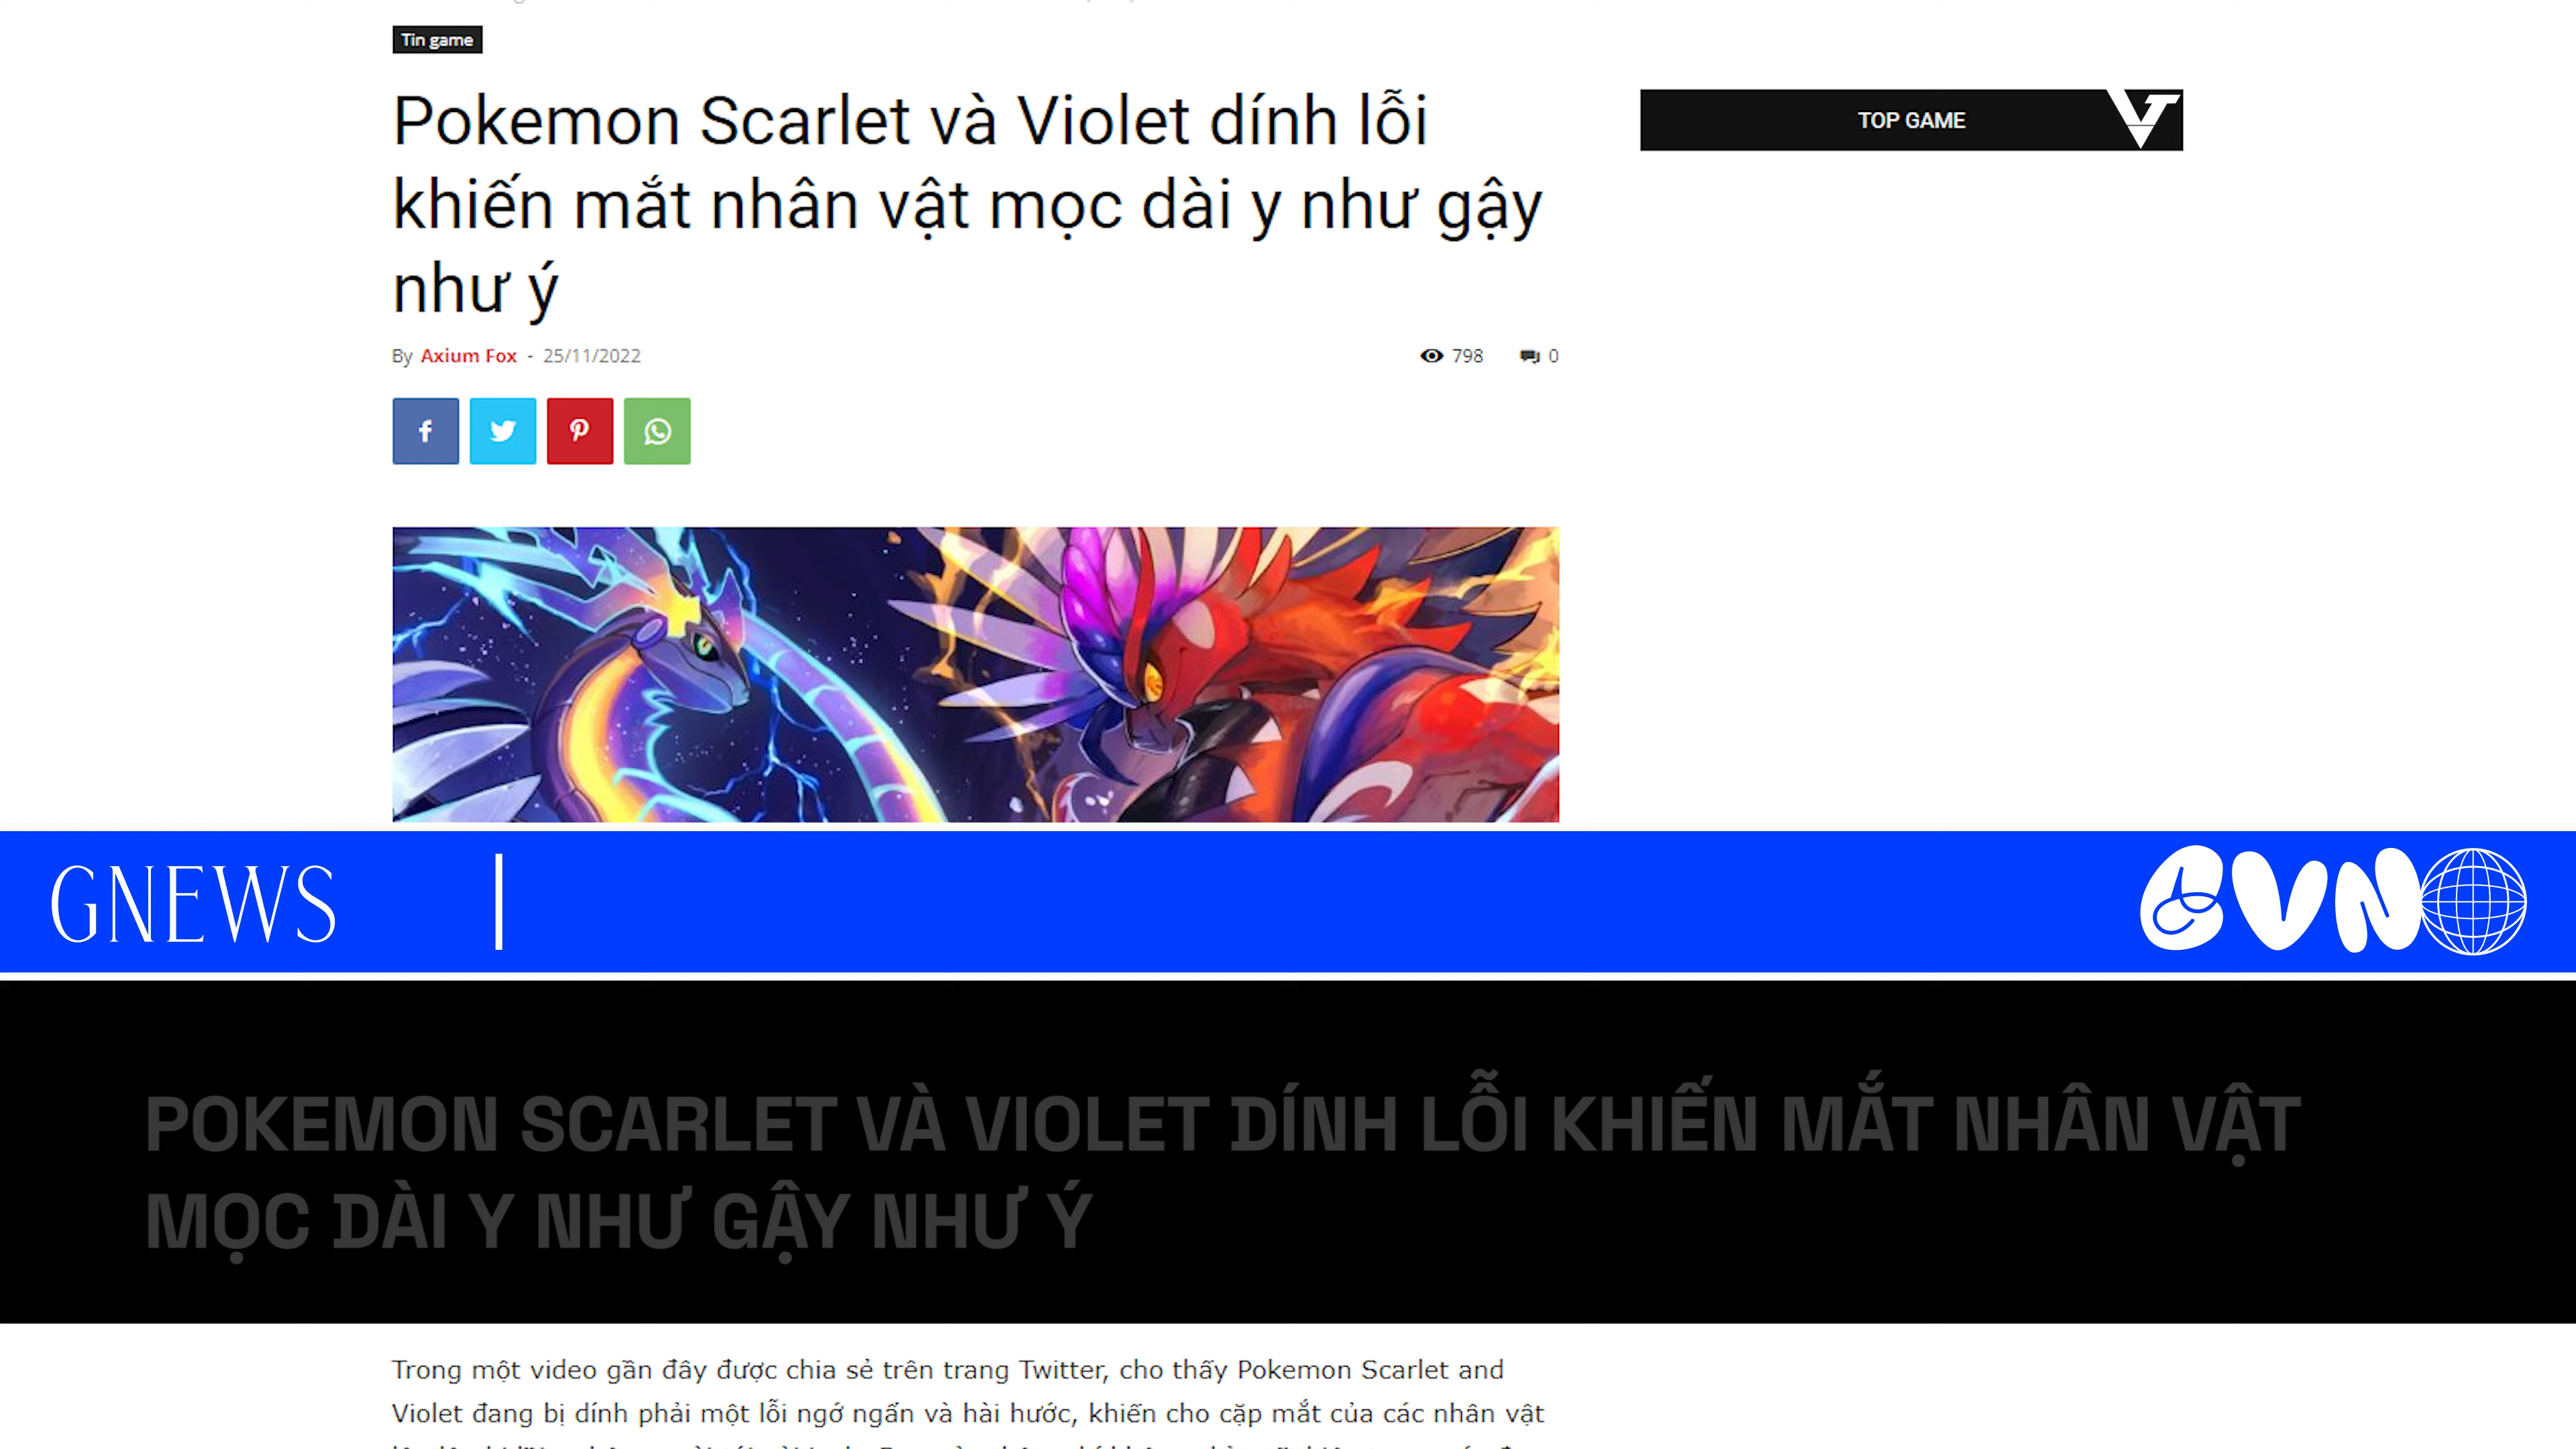 Tin game
Pokemon Scarlet và Violet dính lỗi
khiến mắt nhân vật mọc dài y như gậy
như ý
By Axium Fox - 25/11/2022
798
0
TOP GAME
GNEWS
GVN
POKEMON SCARLET VÀ VIOLET DÍNH LỖI KHIẾN MẮT NHÂN VẬT
MỌC DÀI Y NHƯ GẬY NHƯ Ý
Trong một video gần đây được chia sẻ trên trang Twitter, cho thấy Pokemon Scarlet and
Violet đang bị dính phải một lỗi ngớ ngẩn và hài hước, khiến cho cặp mắt của các nhân vật